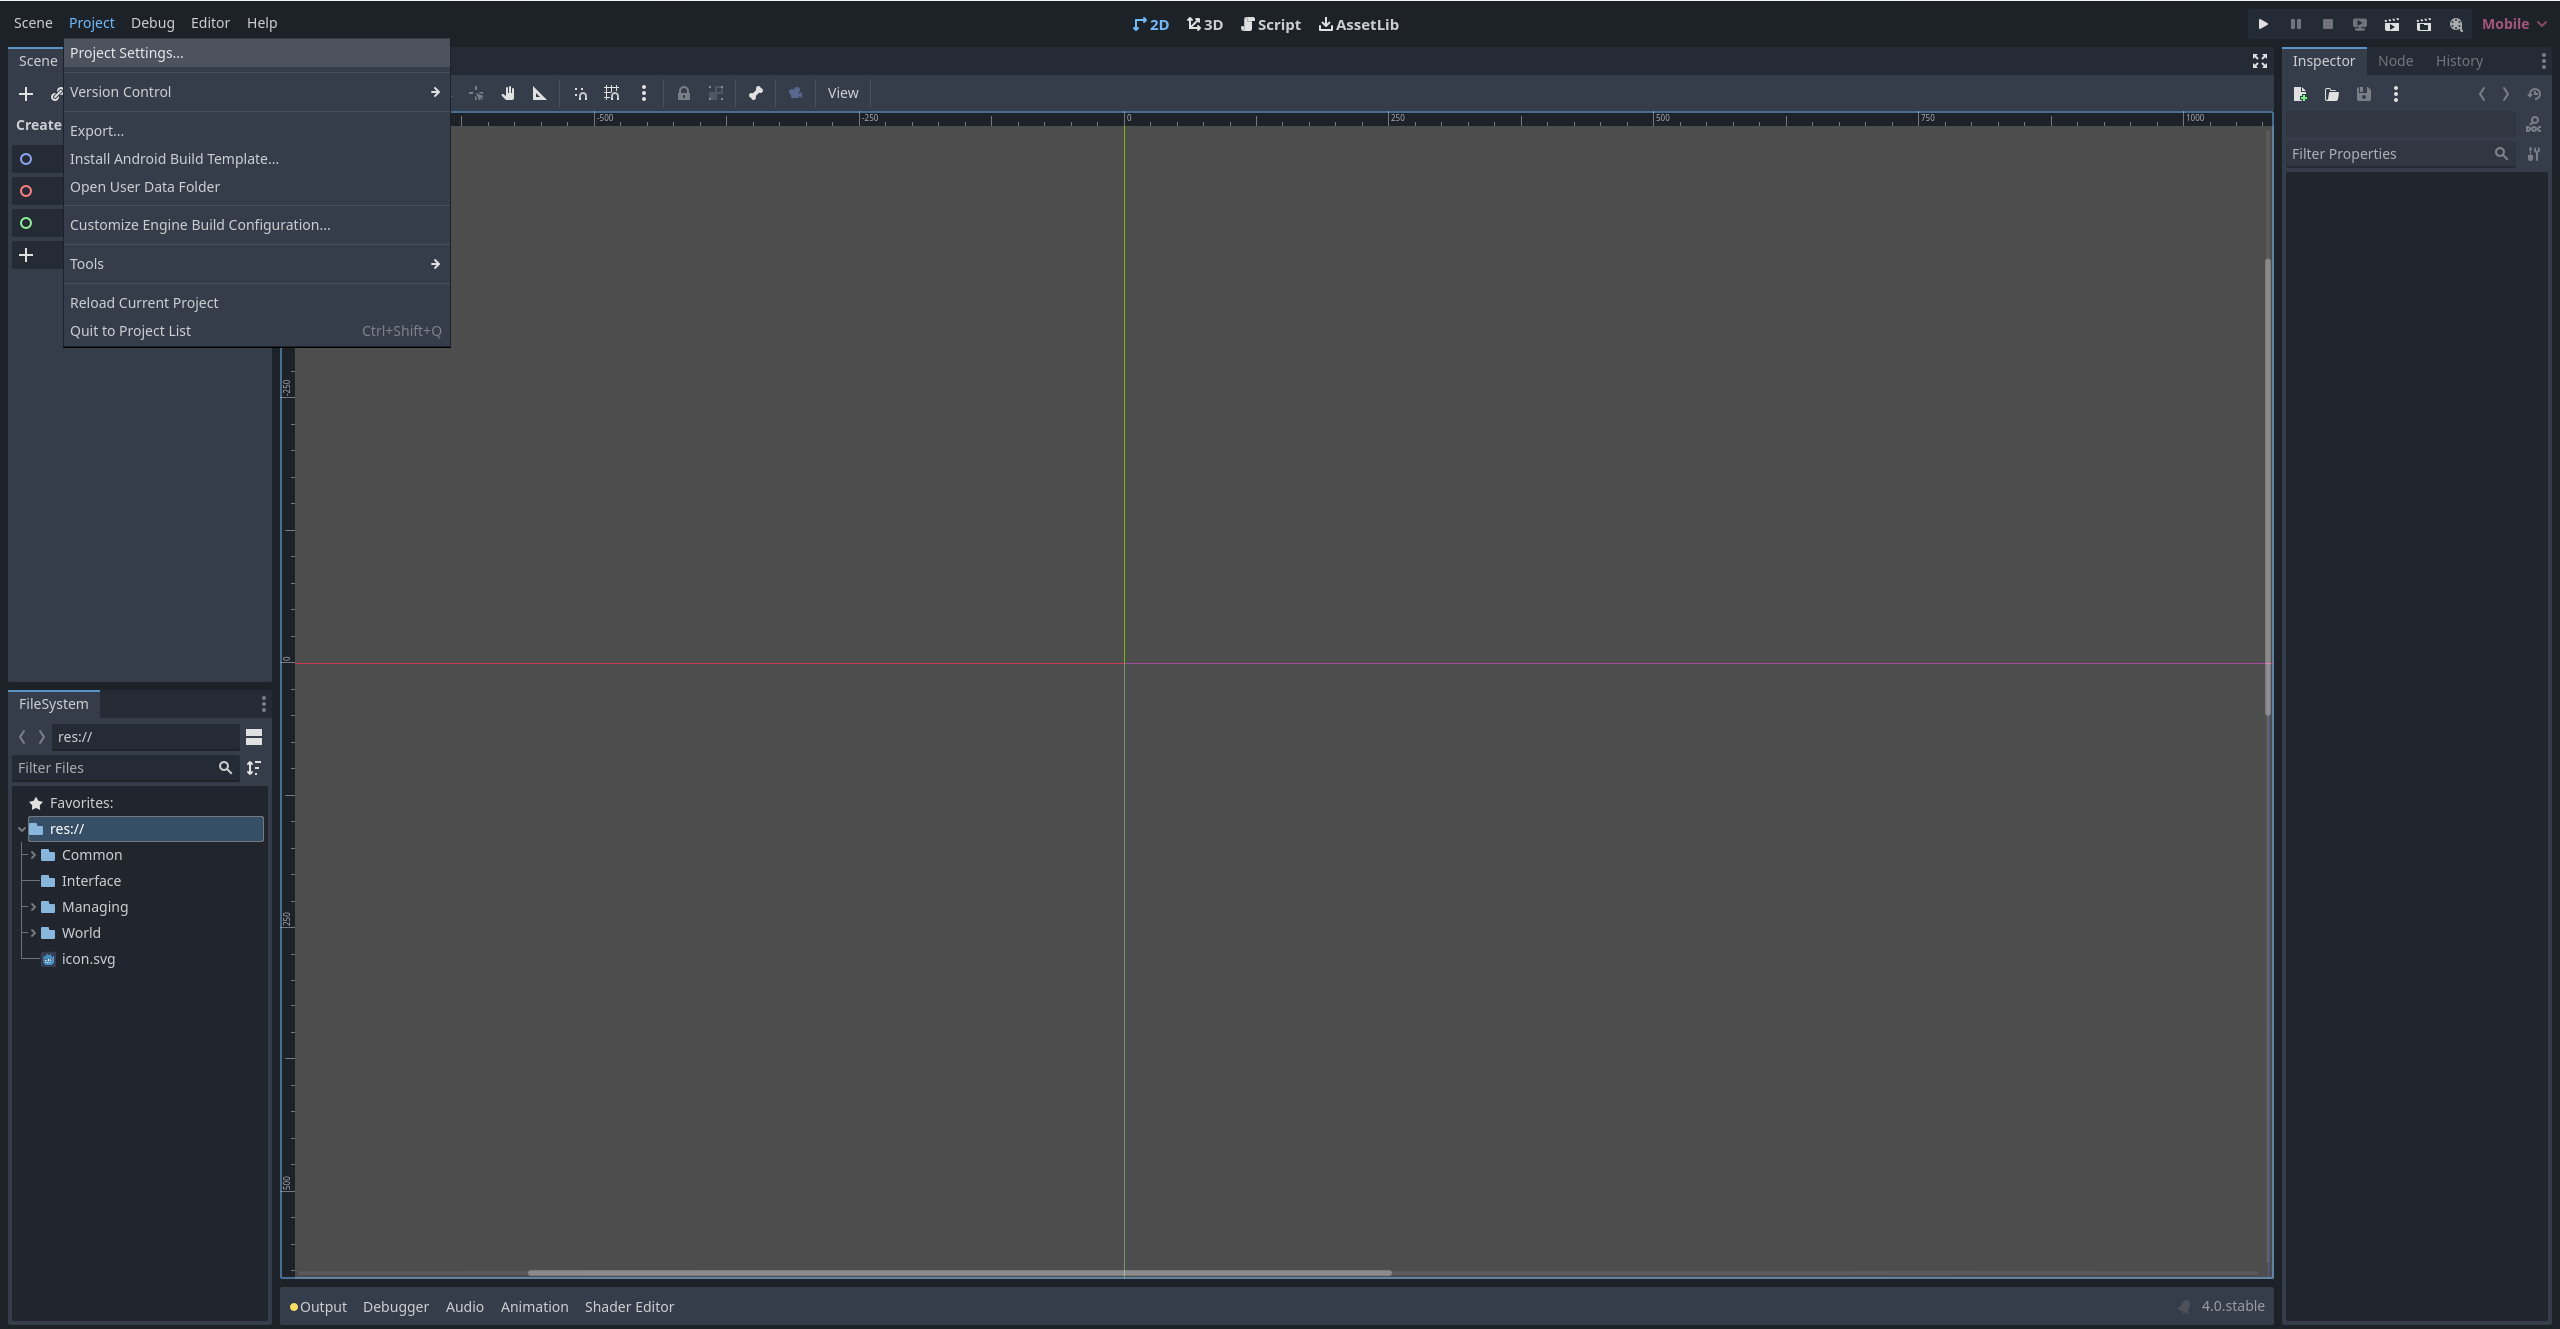 Scene Project Debug Editor Help
2D 3D Script AssetLib
Mobile
Project Settings...
Version Control
Export...
Install Android Build Template...
Open User Data Folder
Customize Engine Build Configuration...
Tools
Reload Current Project
Quit to Project List Ctrl+Shift+Q
Scene
Create
View
-500 -250 0 250 500 750 1000
-250
0
250
500
FileSystem
res://
Filter Files
Favorites:
res://
Common
Interface
Managing
World
icon.svg
Output Debugger Audio Animation Shader Editor
4.0.stable
Inspector Node History
DOC
Filter Properties